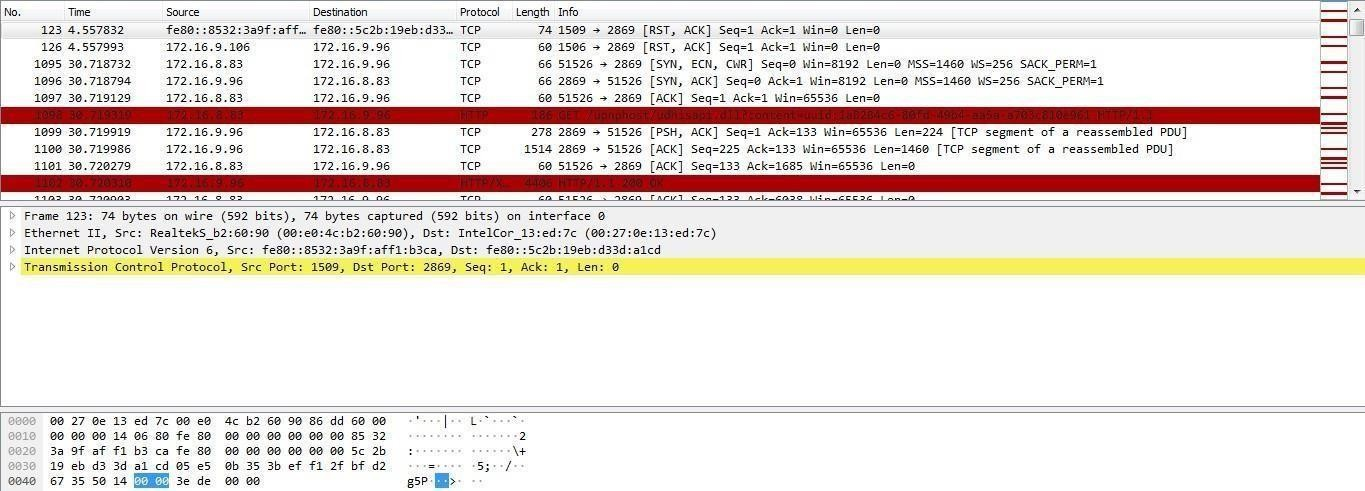 No. Time Source Destination Protocol Length Info
123 4.557832 fe80::8532:3a9f:aff… fe80::5c2b:19eb:d33… TCP 74 1509 → 2869 [RST, ACK] Seq=1 Ack=1 Win=0 Len=0
126 4.557993 172.16.9.106 172.16.9.96 TCP 60 1506 → 2869 [RST, ACK] Seq=1 Ack=1 Win=0 Len=0
1095 30.718732 172.16.8.83 172.16.9.96 TCP 66 51526 → 2869 [SYN, ECN, CWR] Seq=0 Win=8192 Len=0 MSS=1460 WS=256 SACK_PERM=1
1096 30.718794 172.16.9.96 172.16.8.83 TCP 66 2869 → 51526 [SYN, ACK] Seq=0 Ack=1 Win=8192 Len=0 MSS=1460 WS=256 SACK_PERM=1
1097 30.719129 172.16.8.83 172.16.9.96 TCP 60 51526 → 2869 [ACK] Seq=1 Ack=1 Win=65536 Len=0
1098 30.719319 172.16.8.83 172.16.9.96 HTTP 186 GET HTTP/1.1
1099 30.719919 172.16.9.96 172.16.8.83 TCP 278 2869 → 51526 [PSH, ACK] Seq=1 Ack=133 Win=65536 Len=224 [TCP segment of a reassembled PDU]
1100 30.719986 172.16.9.96 172.16.8.83 TCP 1514 2869 → 51526 [ACK] Seq=225 Ack=133 Win=65536 Len=1460 [TCP segment of a reassembled PDU]
1101 30.720279 172.16.8.83 172.16.9.96 TCP 60 51526 → 2869 [ACK] Seq=133 Ack=1685 Win=65536 Len=0
1102 30.720310 172.16.9.96 172.16.8.83 HTTP/X… 4406 HTTP/1.1 200 OK
Frame 123: 74 bytes on wire (592 bits), 74 bytes captured (592 bits) on interface 0
Ethernet II, Src: RealtekS_b2:60:90 (00:e0:4c:b2:60:90), Dst: IntelCor_13:ed:7c (00:27:0e:13:ed:7c)
Internet Protocol Version 6, Src: fe80::8532:3a9f:aff1:b3ca, Dst: fe80::5c2b:19eb:d33d:a1cd
Transmission Control Protocol, Src Port: 1509, Dst Port: 2869, Seq: 1, Ack: 1, Len: 0
0000 00 27 0e 13 ed 7c 00 e0 4c b2 60 90 86 dd 60 00 ·'···|·· L·`···`·
0010 00 00 00 14 06 80 fe 80 00 00 00 00 00 00 85 32 ········ ·······2
0020 3a 9f af f1 b3 ca fe 80 00 00 00 00 00 00 5c 2b :······· ······\+
0030 19 eb d3 3d a1 cd 05 e5 0b 35 3b ef f1 2f bf d2 ···=···· ·5;··/··
0040 67 35 50 14 00 00 3e de 00 00 g5P···>· ··